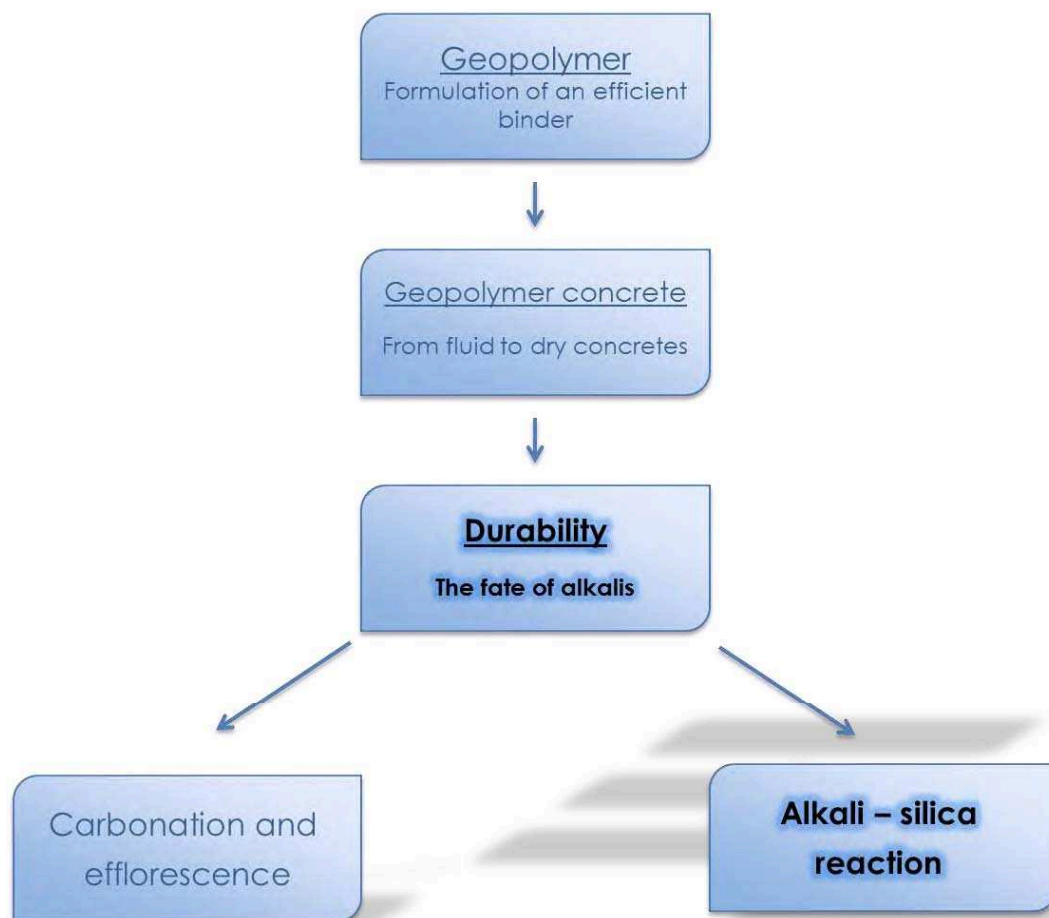 Geopolymer
Formulation of an efficient
binder
Geopolymer concrete
From fluid to dry concretes
Durability
The fate of alkalis
Carbonation and
efflorescence
Alkali – silica
reaction